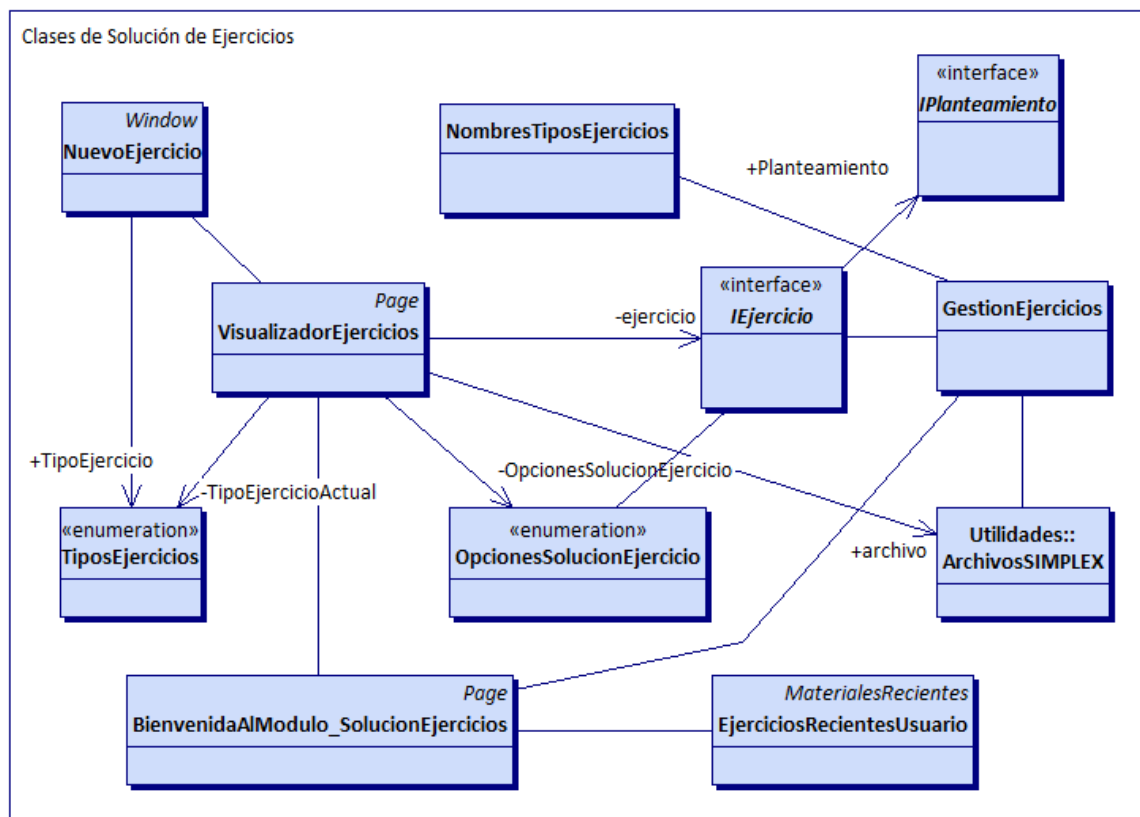 Clases de Solución de Ejercicios
«interface»
IPlanteamiento
Window
NuevoEjercicio
NombresTiposEjercicios
+Planteamiento
«interface»
IEjercicio
Page
VisualizadorEjercicios
-ejercicio
GestionEjercicios
+TipoEjercicio
-TipoEjercicioActual
-OpcionesSolucionEjercicio
«enumeration»
TiposEjercicios
«enumeration»
OpcionesSolucionEjercicio
+archivo
Utilidades::
ArchivosSIMPLEX
Page
BienvenidaAlModulo_SolucionEjercicios
MaterialesRecientes
EjerciciosRecientesUsuario